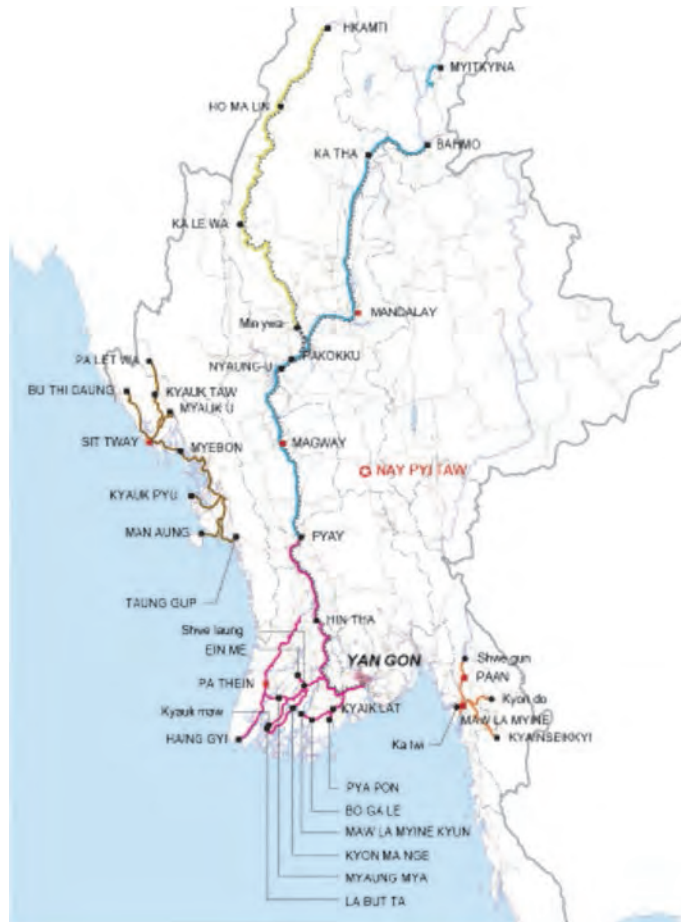 HKAMTI
MYITKYINA
HO MA LIN
BAHMO
KA THA
KA LE WA
MANDALAY
Min ywa
PA LET WA
PAKOKKU
NYAUNG-U
BU THI DAUNG
KYAUK TAW
MYAUK U
SIT TWAY
MAGWAY
MYEBON
NAY PYI TAW
KYAUK PYU
MAN AUNG
PYAY
TAUNG GUP
HIN THA
Shwe laung
EIN ME
YAN GON
Shwe gun
PA THEIN
PAAN
Kyauk maw
KYAIK LAT
Kyon do
MAW LA MYINE
HAING GYI
Ka lwi
KYAINSEIKKYI
PYA PON
BO GA LE
MAW LA MYINE KYUN
KYON MA NGE
MYAUNG MYA
LA BUT TA